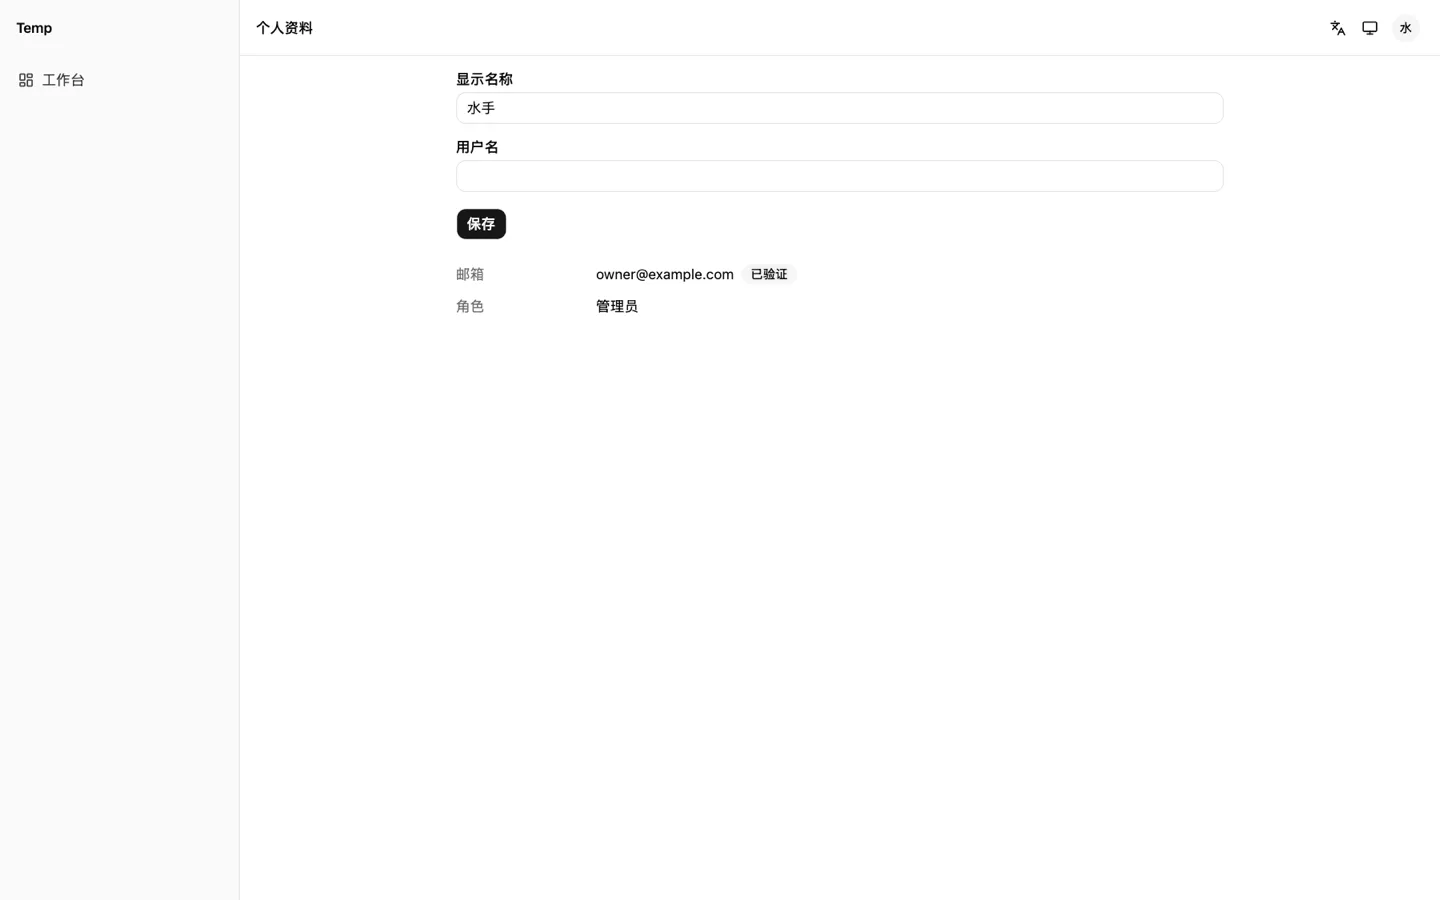 Temp
个人资料
水
工作台
显示名称
水手
用户名
保存
邮箱 owner@example.com 已验证
角色 管理员